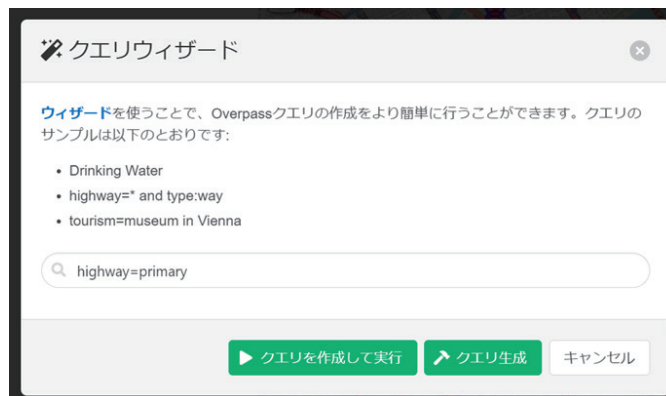 クエリウィザード
ウィザードを使うことで、Overpassクエリの作成をより簡単に行うことができます。クエリの
サンプルは以下のとおりです:
• Drinking Water
• highway=* and type:way
• tourism=museum in Vienna
highway=primary
クエリを作成して実行 クエリ生成 キャンセル